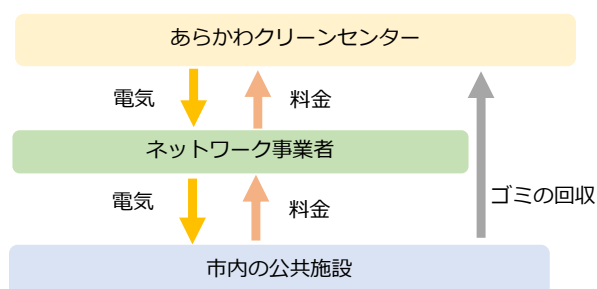 あらかわクリーンセンター
電気
料金
ネットワーク事業者
電気
料金
ゴミの回収
市内の公共施設